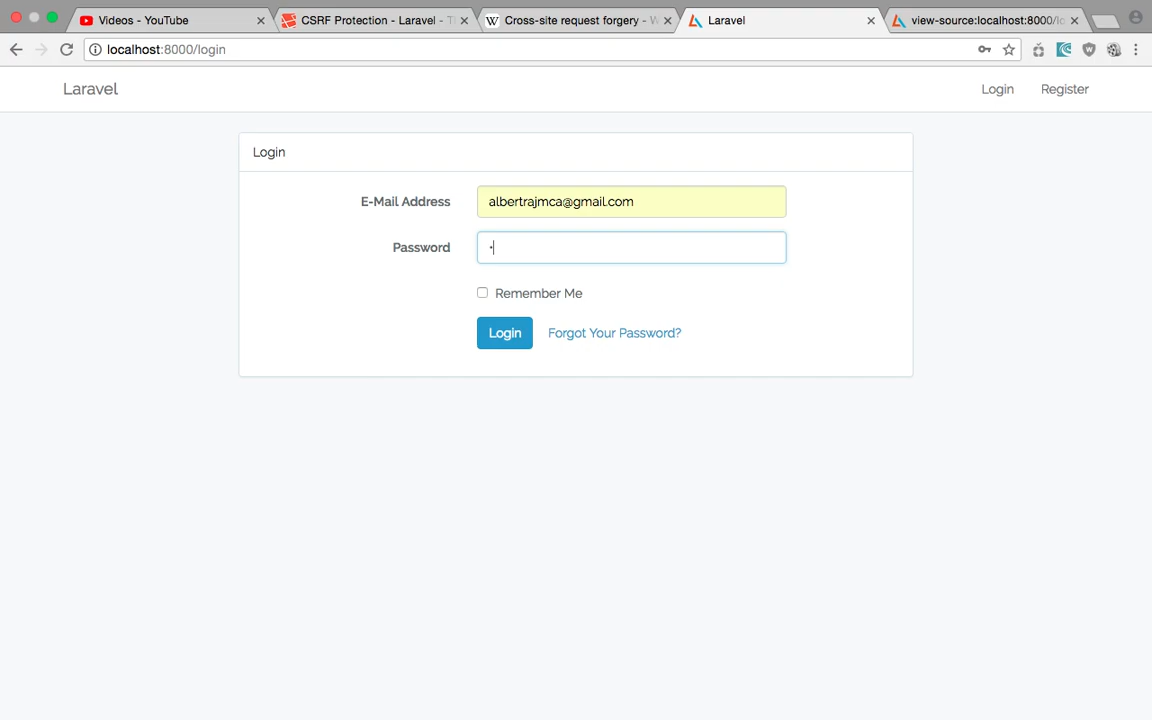 Videos - YouTube
CSRF Protection - Laravel - T
Cross-site request forgery - W
Laravel
view-source:localhost:8000/lo
localhost:8000/login
Laravel
Login
Register
Login
E-Mail Address
albertrajmca@gmail.com
Password
Remember Me
Login
Forgot Your Password?